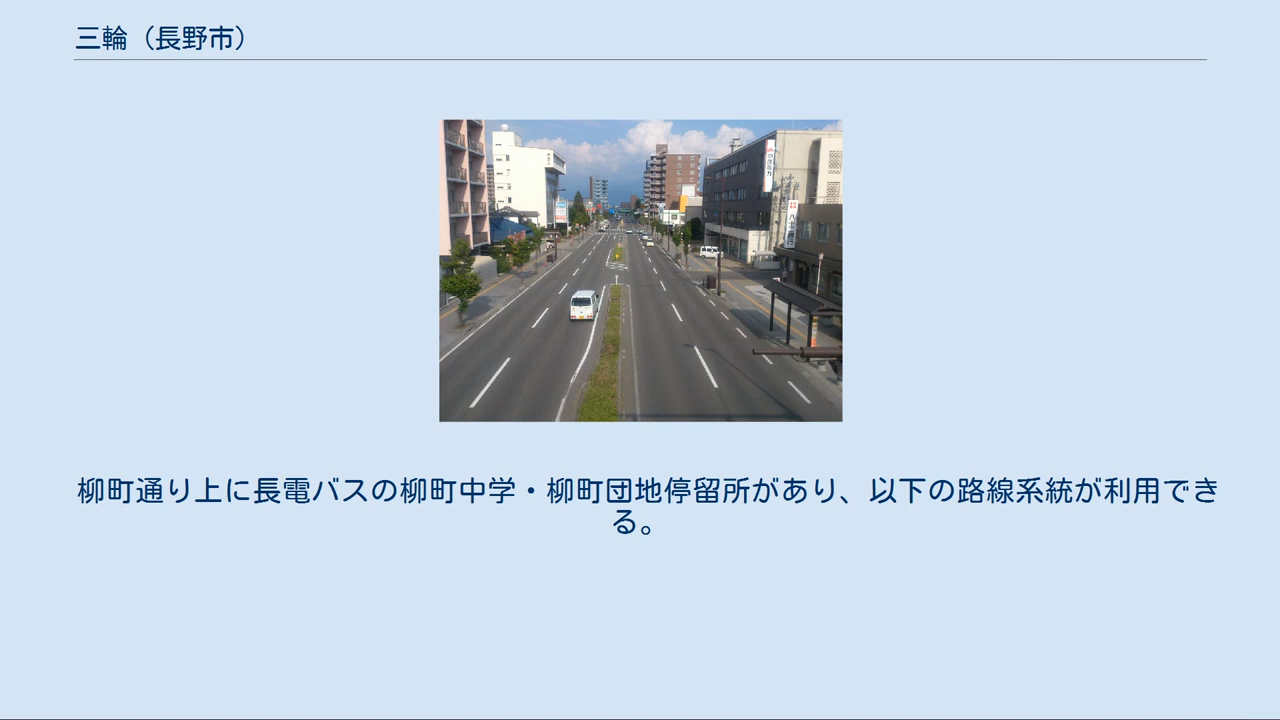 三輪（長野市）
柳町通り上に長電バスの柳町中学・柳町団地停留所があり、以下の路線系統が利用でき
る。